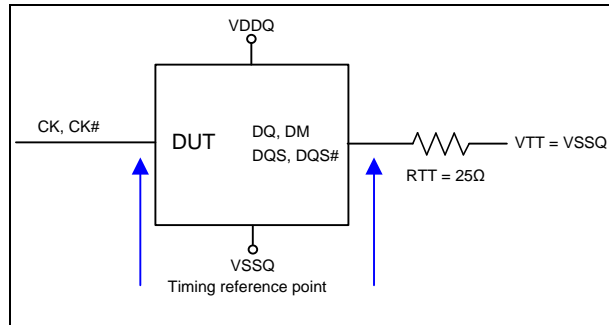 VDDQ
CK, CK#
DUT
DQ, DM
DQS, DQS#
VTT = VSSQ
RTT = 25Ω
VSSQ
Timing reference point